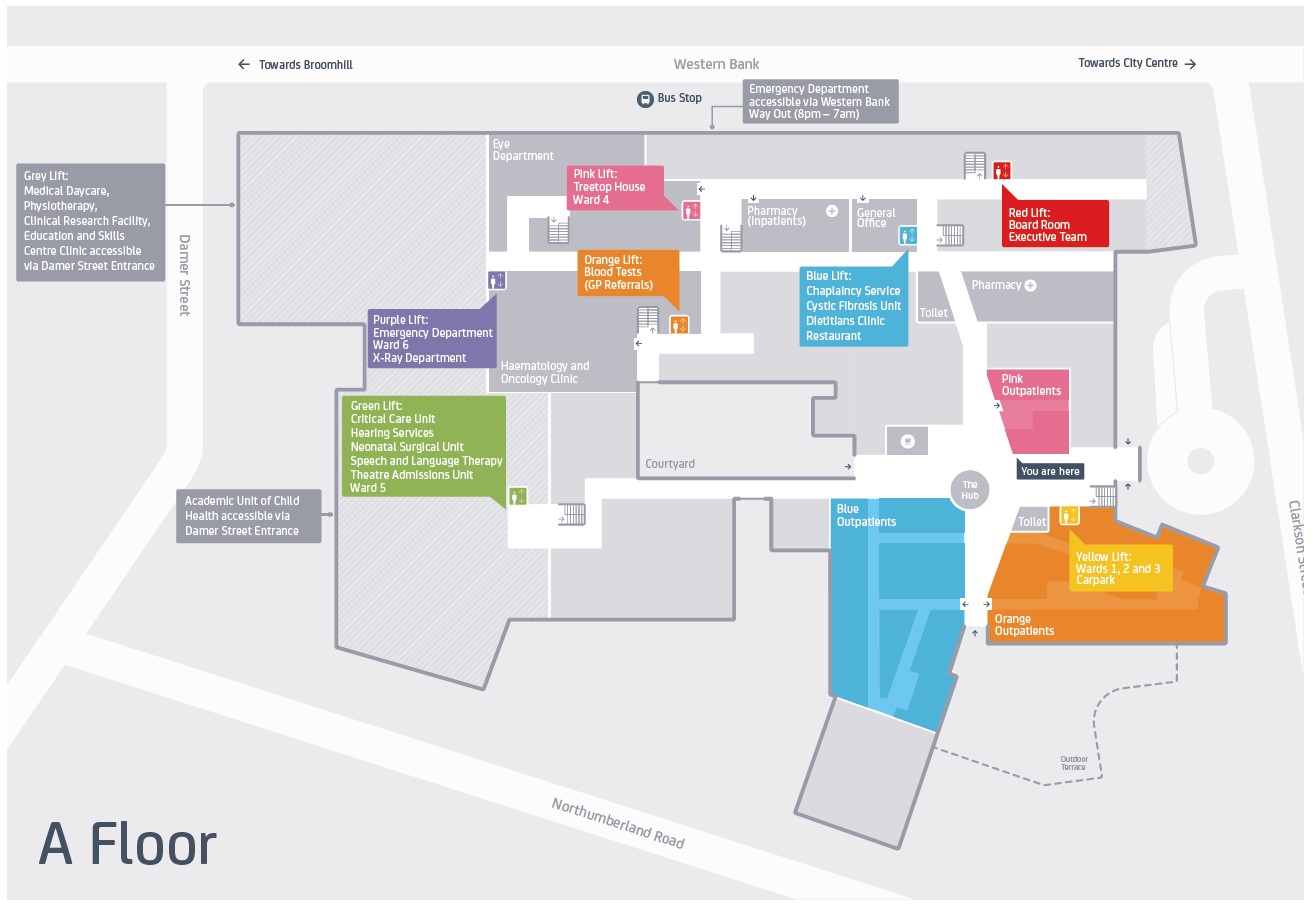 Towards Broomhill
Western Bank
Towards City Centre
Bus Stop
Emergency Department
accessible via Western Bank
Way Out (8pm – 7am)
Eye
Department
Grey Lift:
Medical Daycare,
Physiotherapy,
Clinical Research Facility,
Education and Skills
Centre Clinic accessible
via Damer Street Entrance
Damer Street
Pink Lift:
Treetop House
Ward 4
Pharmacy
(Inpatients)
General
Office
Red Lift:
Board Room
Executive Team
Orange Lift:
Blood Tests
(GP Referrals)
Blue Lift:
Chaplaincy Service
Cystic Fibrosis Unit
Dietitians Clinic
Restaurant
Pharmacy
Toilet
Purple Lift:
Emergency Department
Ward 6
X-Ray Department
Haematology and
Oncology Clinic
Pink
Outpatients
Green Lift:
Critical Care Unit
Hearing Services
Neonatal Surgical Unit
Speech and Language Therapy
Theatre Admissions Unit
Ward 5
Courtyard
You are here
The
Hub
Academic Unit of Child
Health accessible via
Damer Street Entrance
Blue
Outpatients
Toilet
Yellow Lift:
Wards 1, 2 and 3
Carpark
Orange
Outpatients
Clarkson Street
Outdoor
Terrace
Northumberland Road
A Floor